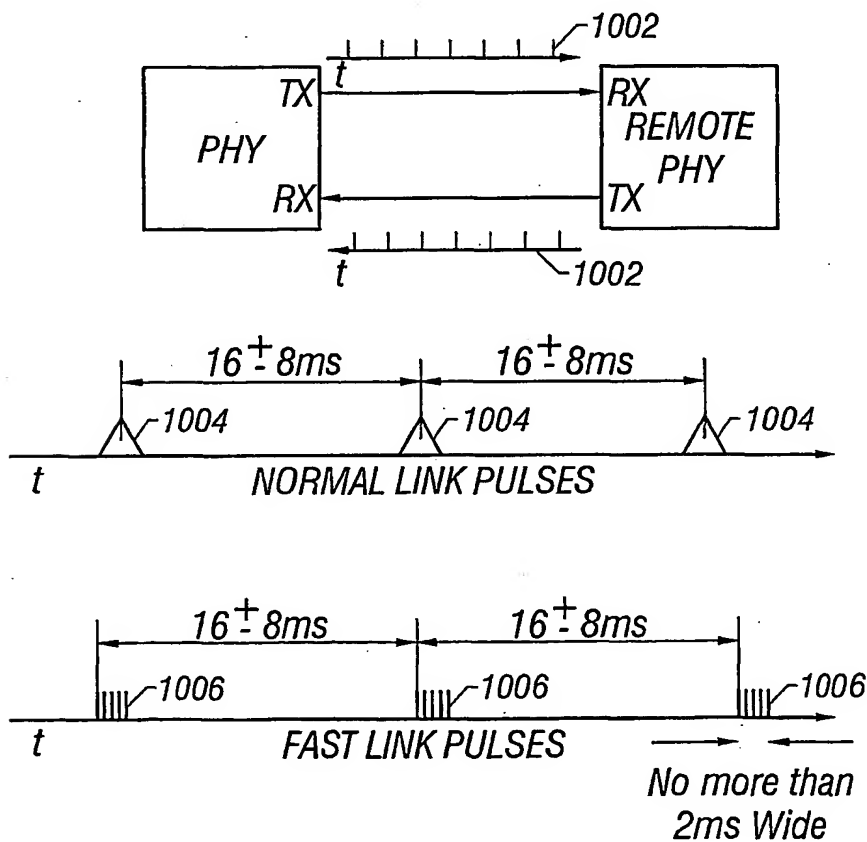 1002
t
TX
RX
PHY
REMOTE
PHY
RX
TX
t
1002
16 ± 8ms 16 ± 8ms
1004 1004 1004
t NORMAL LINK PULSES
16 ± 8ms 16 ± 8ms
1006 1006 1006
t FAST LINK PULSES
No more than
2ms Wide